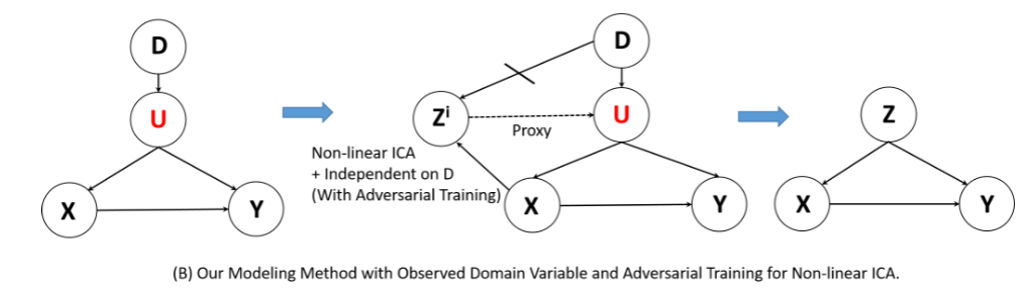 D
U
X
Y
Non-linear ICA
+ Independent on D
(With Adversarial Training)
D
Zⁱ
Proxy
U
X
Y
Z
X
Y
(B) Our Modeling Method with Observed Domain Variable and Adversarial Training for Non-linear ICA.